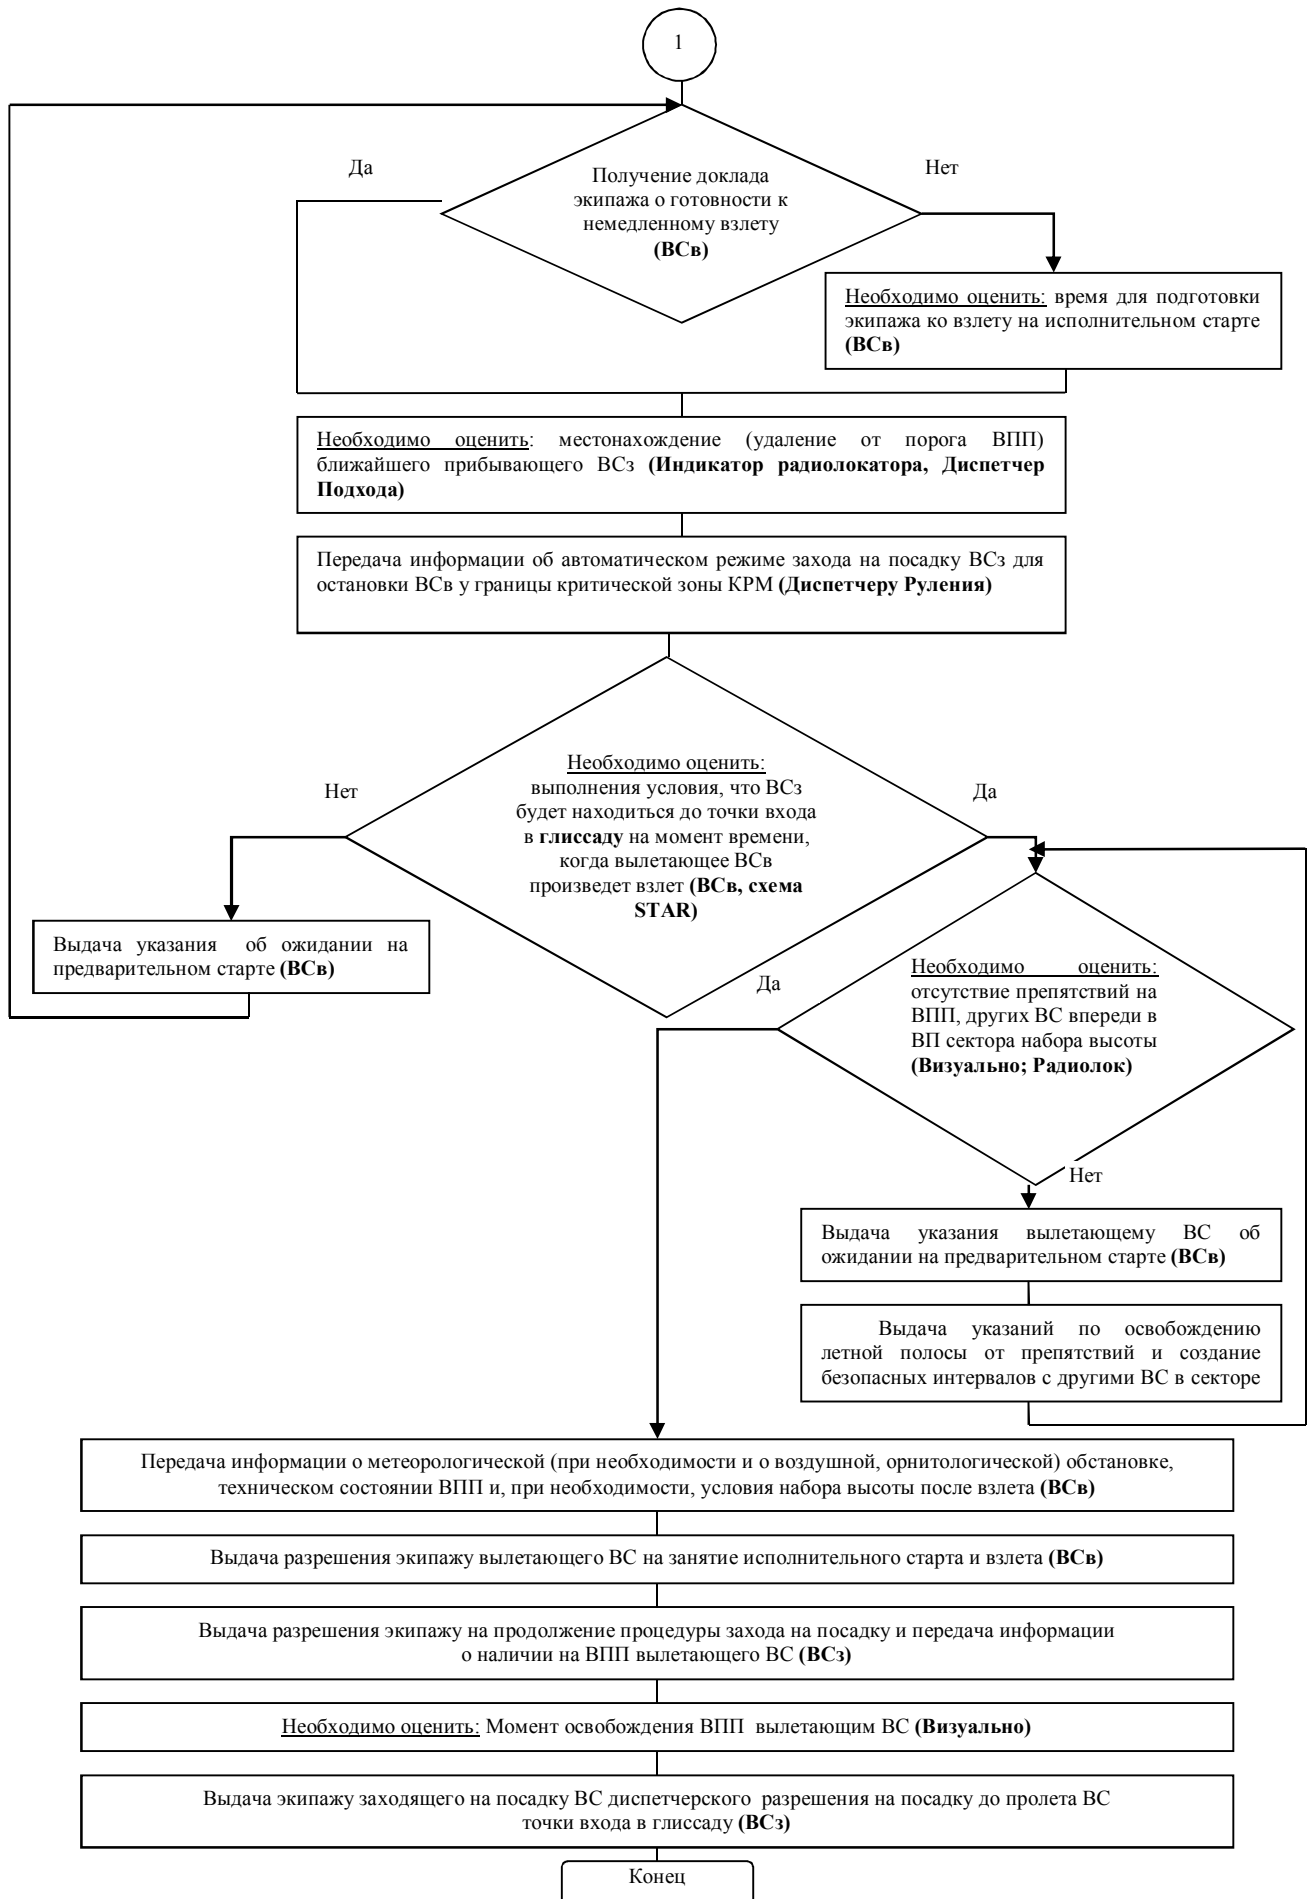 1
Да
Нет
Получение доклада
экипажа о готовности к
немедленному взлету
(ВСв)
Необходимо оценить: время для подготовки
экипажа ко взлету на исполнительном старте
(ВСв)
Необходимо оценить: местонахождение (удаление от порога ВПП)
ближайшего прибывающего ВСз (Индикатор радиолокатора, Диспетчер
Подхода)
Передача информации об автоматическом режиме захода на посадку ВСз для
остановки ВСв у границы критической зоны КРМ (Диспетчеру Руления)
Нет
Да
Необходимо оценить:
выполнения условия, что ВСз
будет находиться до точки входа
в глиссаду на момент времени,
когда вылетающее ВСв
произведет взлет (ВСв, схема
STAR)
Выдача указания об ожидании на
предварительном старте (ВСв)
Да
Необходимо оценить:
отсутствие препятствий на
ВПП, других ВС впереди в
ВП сектора набора высоты
(Визуально; Радиолок)
Нет
Выдача указания вылетающему ВС об
ожидании на предварительном старте (ВСв)
Выдача указаний по освобождению
летной полосы от препятствий и создание
безопасных интервалов с другими ВС в секторе
Передача информации о метеорологической (при необходимости и о воздушной, орнитологической) обстановке,
техническом состоянии ВПП и, при необходимости, условия набора высоты после взлета (ВСв)
Выдача разрешения экипажу вылетающего ВС на занятие исполнительного старта и взлета (ВСв)
Выдача разрешения экипажу на продолжение процедуры захода на посадку и передача информации
о наличии на ВПП вылетающего ВС (ВСз)
Необходимо оценить: Момент освобождения ВПП вылетающим ВС (Визуально)
Выдача экипажу заходящего на посадку ВС диспетчерского разрешения на посадку до пролета ВС
точки входа в глиссаду (ВСз)
Конец